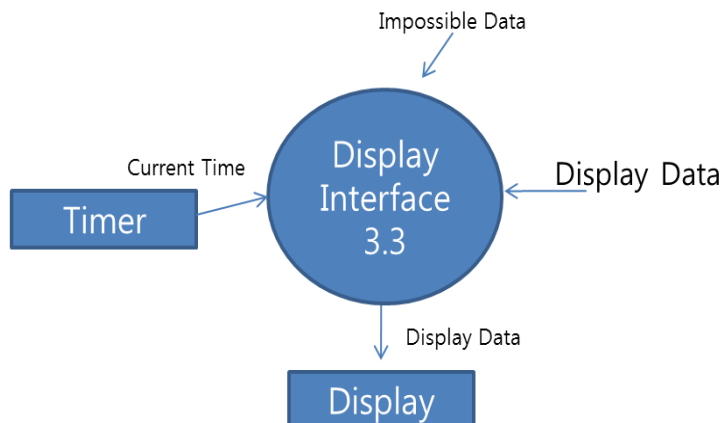 Impossible Data
Display
Interface
3.3
Current Time
Timer
Display Data
Display Data
Display